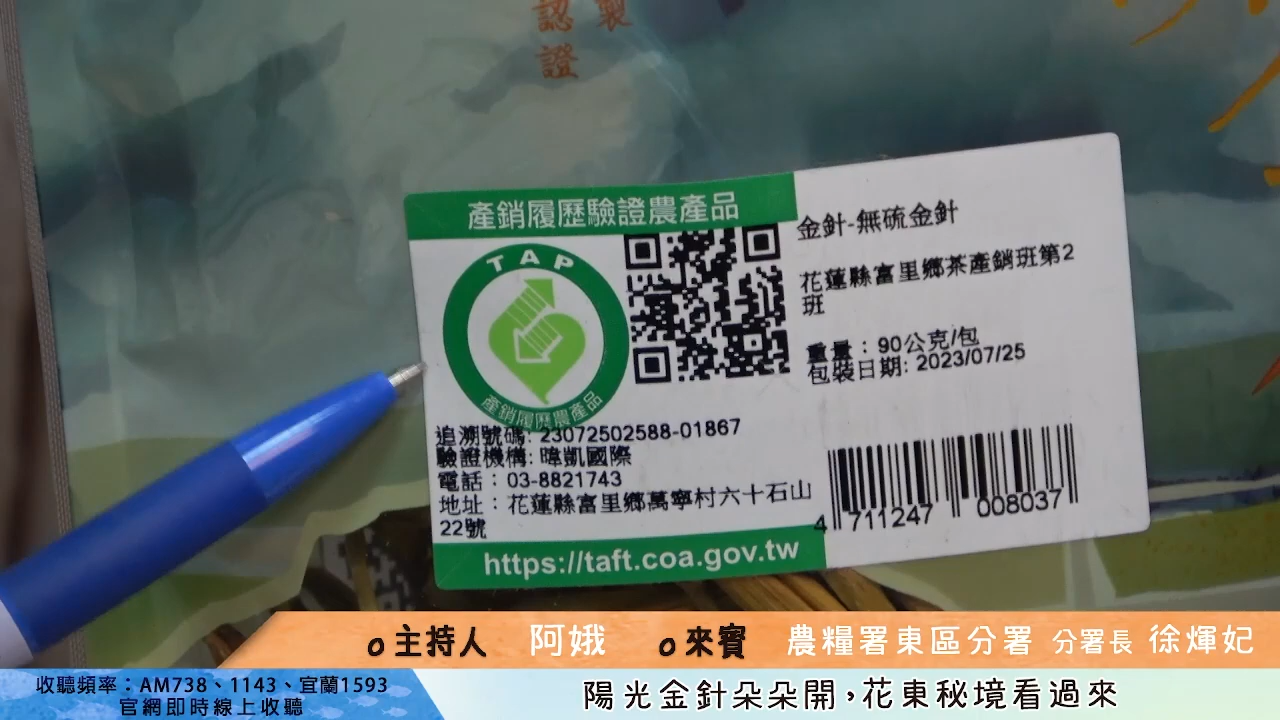 製
認證
產銷履歷驗證農產品
TAP
產銷履歷農產品
金針-無硫金針
花蓮縣富里鄉茶產銷班第2
班
重量：90公克/包
包裝日期: 2023/07/25
追溯號碼: 23072502588-01867
驗證機構: 暐凱國際
電話：03-8821743
地址：花蓮縣富里鄉萬寧村六十石山
22號
4 711247 008037
https://taft.coa.gov.tw
主持人 阿娥 來賓 農糧署東區分署 分署長 徐煇妃
收聽頻率：AM738、1143、宜蘭1593
官網即時線上收聽
陽光金針朵朵開,花東秘境看過來